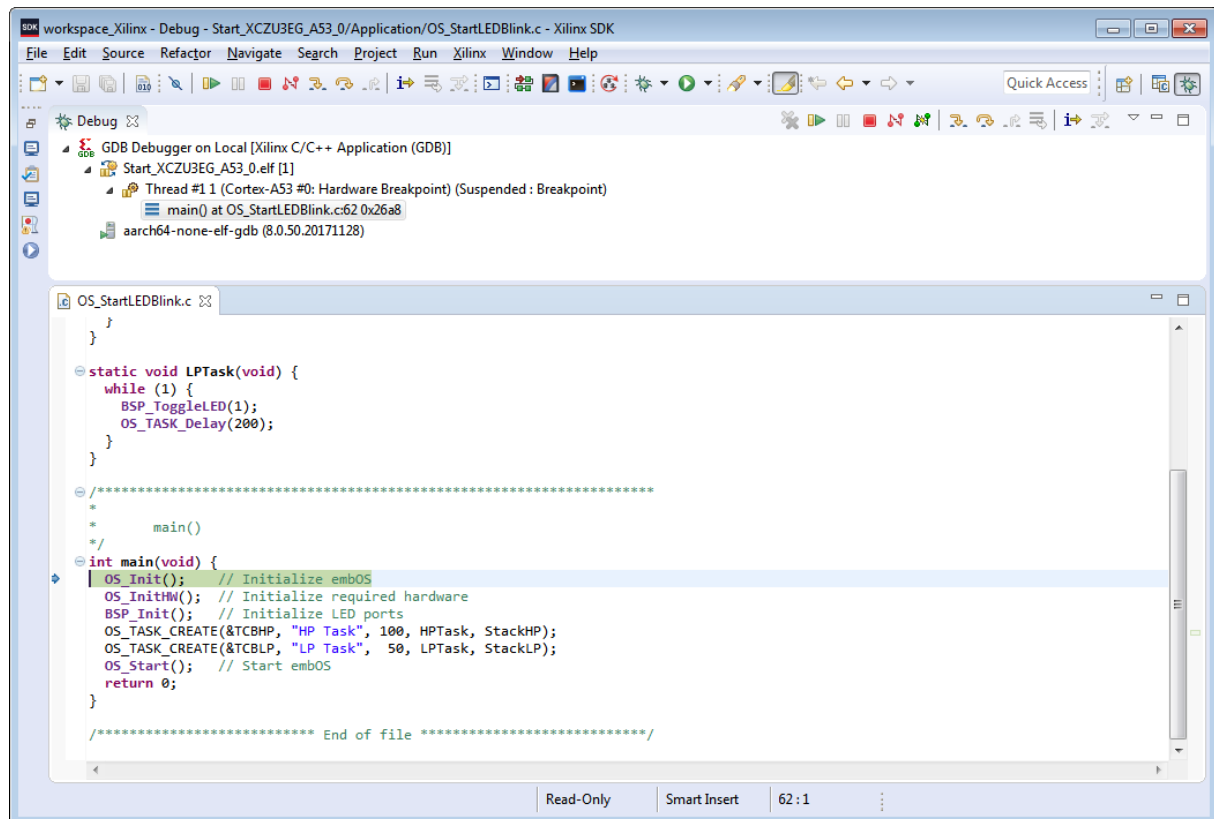 SDK workspace_Xilinx - Debug - Start_XCZU3EG_A53_0/Application/OS_StartLEDBlink.c - Xilinx SDK
File Edit Source Refactor Navigate Search Project Run Xilinx Window Help
Quick Access
Debug
GDB Debugger on Local [Xilinx C/C++ Application (GDB)]
Start_XCZU3EG_A53_0.elf [1]
Thread #1 1 (Cortex-A53 #0: Hardware Breakpoint) (Suspended : Breakpoint)
main() at OS_StartLEDBlink.c:62 0x26a8
aarch64-none-elf-gdb (8.0.50.20171128)
OS_StartLEDBlink.c
}
}
static void LPTask(void) {
while (1) {
BSP_ToggleLED(1);
OS_TASK_Delay(200);
}
}
/*********************************************************************
*
*       main()
*/
int main(void) {
OS_Init();    // Initialize embOS
OS_InitHW();  // Initialize required hardware
BSP_Init();   // Initialize LED ports
OS_TASK_CREATE(&TCBHP, "HP Task", 100, HPTask, StackHP);
OS_TASK_CREATE(&TCBLP, "LP Task",  50, LPTask, StackLP);
OS_Start();   // Start embOS
return 0;
}
/*************************** End of file ****************************/
Read-Only Smart Insert 62 : 1